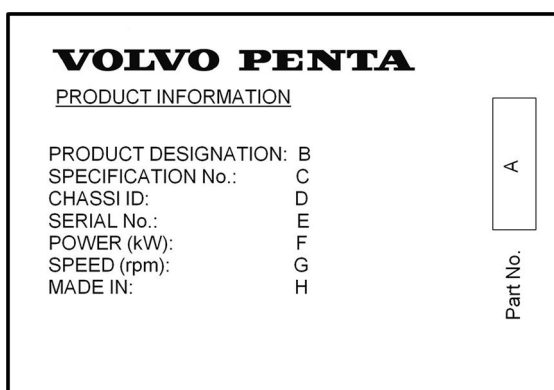 VOLVO PENTA
PRODUCT INFORMATION
PRODUCT DESIGNATION: B
SPECIFICATION No.: C
CHASSI ID: D
SERIAL No.: E
POWER (kW): F
SPEED (rpm): G
MADE IN: H
A
Part No.